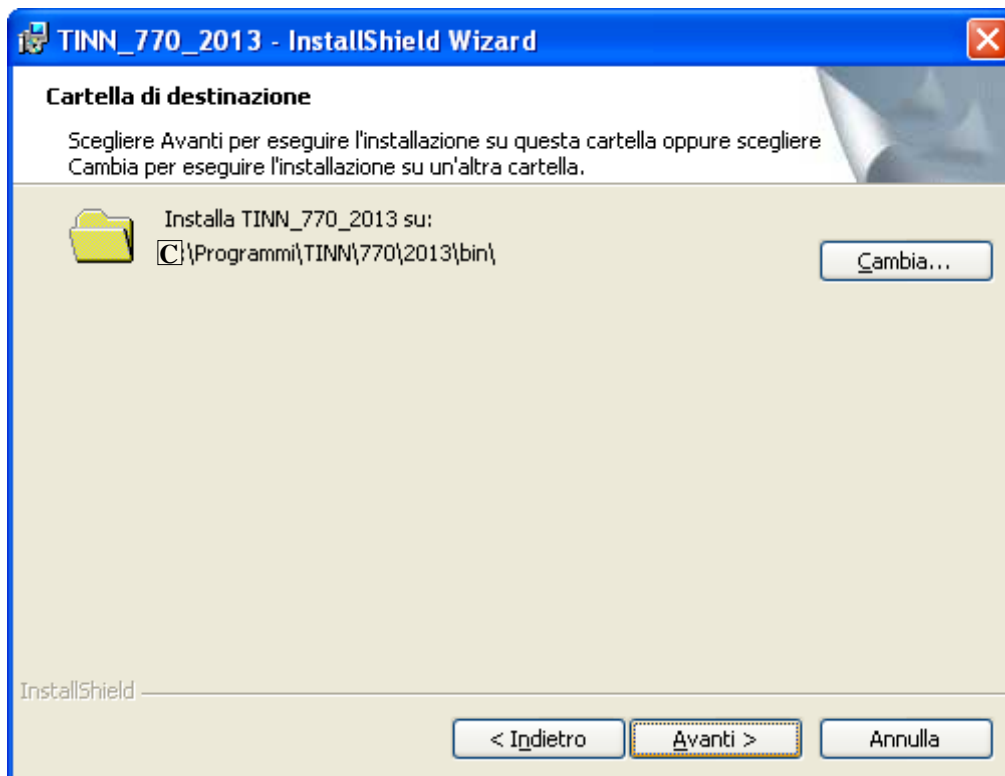 TINN_770_2013 - InstallShield Wizard
Cartella di destinazione
Scegliere Avanti per eseguire l'installazione su questa cartella oppure scegliere
Cambia per eseguire l'installazione su un'altra cartella.
Installa TINN_770_2013 su:
C:\Programmi\TINN\770\2013\bin\
Cambia...
InstallShield
< Indietro
Avanti >
Annulla